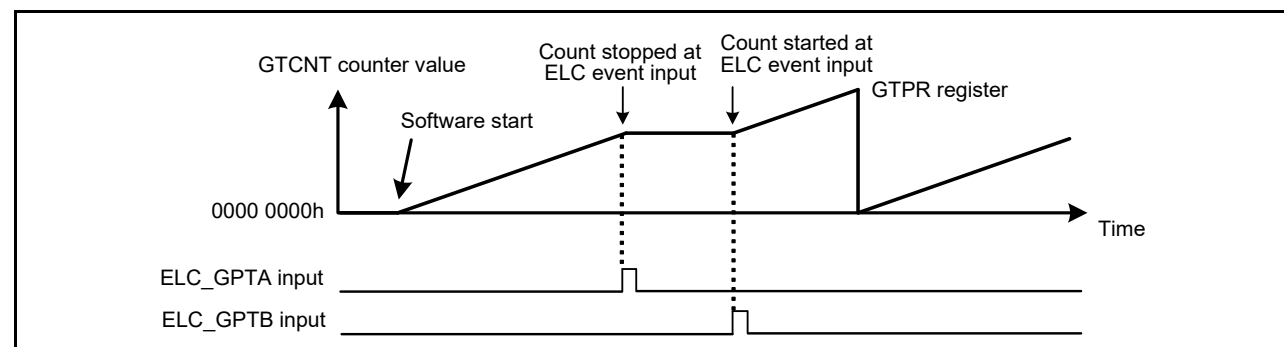 GTCNT counter value
Count stopped at
ELC event input
Count started at
ELC event input
GTPR register
Software start
0000 0000h
Time
ELC_GPTA input
ELC_GPTB input